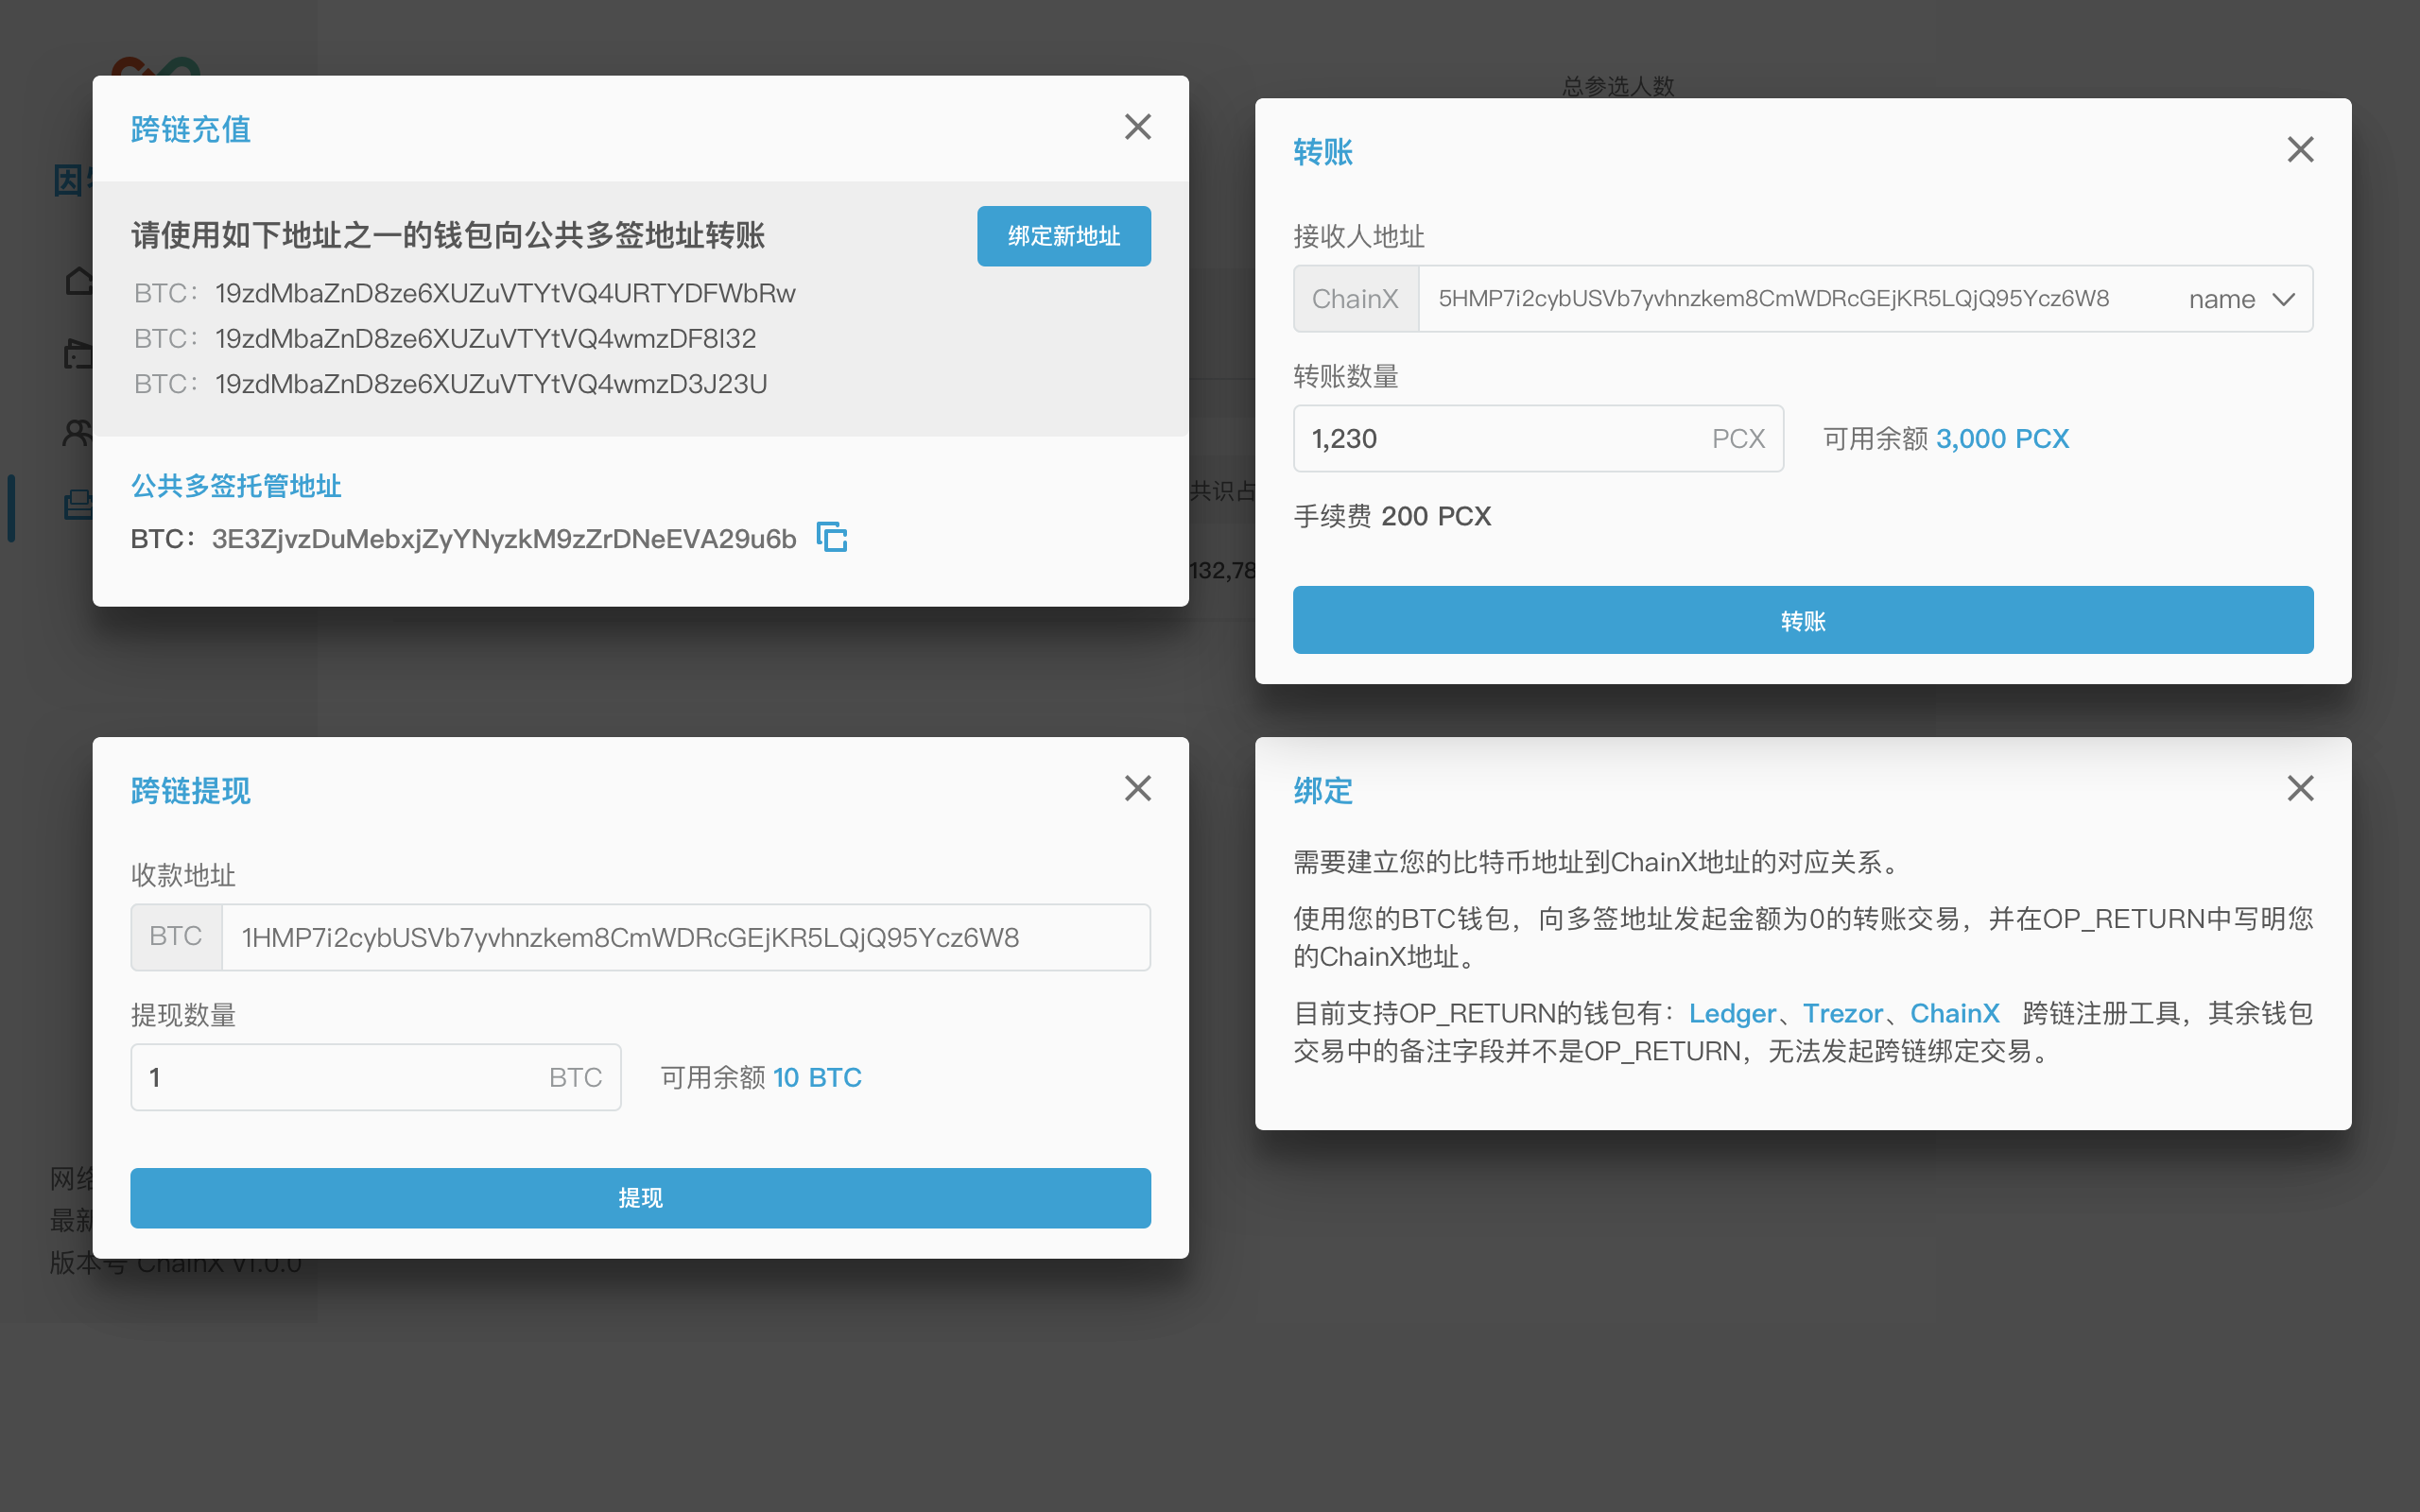 总参选人数
因
跨链充值
请使用如下地址之一的钱包向公共多签地址转账
绑定新地址
BTC：19zdMbaZnD8ze6XUZuVTYtVQ4URTYDFWbRw
BTC：19zdMbaZnD8ze6XUZuVTYtVQ4wmzDF8I32
BTC：19zdMbaZnD8ze6XUZuVTYtVQ4wmzD3J23U
公共多签托管地址
BTC：3E3ZjvzDuMebxjZyYNyzkM9zZrDNeEVA29u6b
共识占
132,78
转账
接收人地址
ChainX 5HMP7i2cybUSVb7yvhnzkem8CmWDRcGEjKR5LQjQ95Ycz6W8 name
转账数量
1,230 PCX 可用余额 3,000 PCX
手续费 200 PCX
转账
跨链提现
收款地址
BTC 1HMP7i2cybUSVb7yvhnzkem8CmWDRcGEjKR5LQjQ95Ycz6W8
提现数量
1 BTC 可用余额 10 BTC
提现
绑定
需要建立您的比特币地址到ChainX地址的对应关系。
使用您的BTC钱包，向多签地址发起金额为0的转账交易，并在OP_RETURN中写明您
的ChainX地址。
目前支持OP_RETURN的钱包有：Ledger、Trezor、ChainX 跨链注册工具，其余钱包
交易中的备注字段并不是OP_RETURN，无法发起跨链绑定交易。
网络
最新
版本号 ChainX V1.0.0